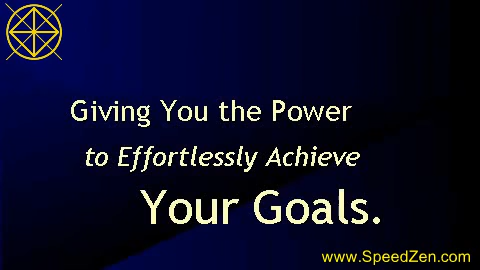 Giving You the Power
to Effortlessly Achieve
Your Goals.
www.SpeedZen.com